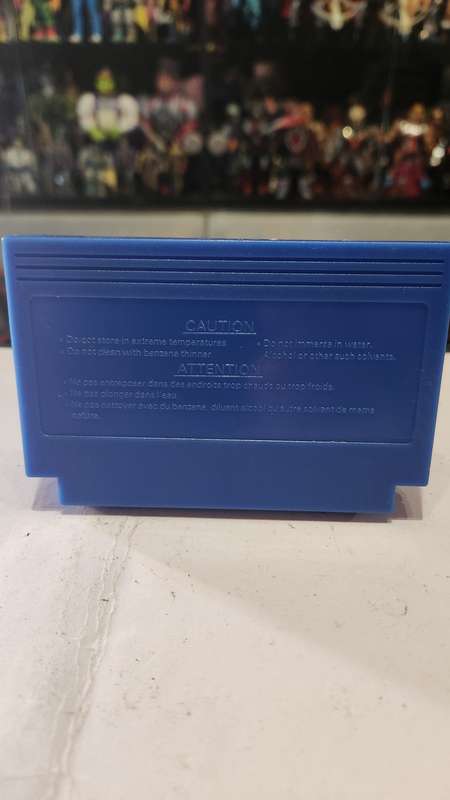 CAUTION
• Do not store in extreme temperatures • Do not immerse in water.
• Do not clean with benzene thinner. Alcohol or other such solvents.
ATTENTION
• Ne pas entreposer dans des endroits trop chauds ou trop froids.
• Ne pas plonger dans l'eau.
• Ne pas nettoyer avec du benzene, diluant alcool ou autre solvant de meme
nature.